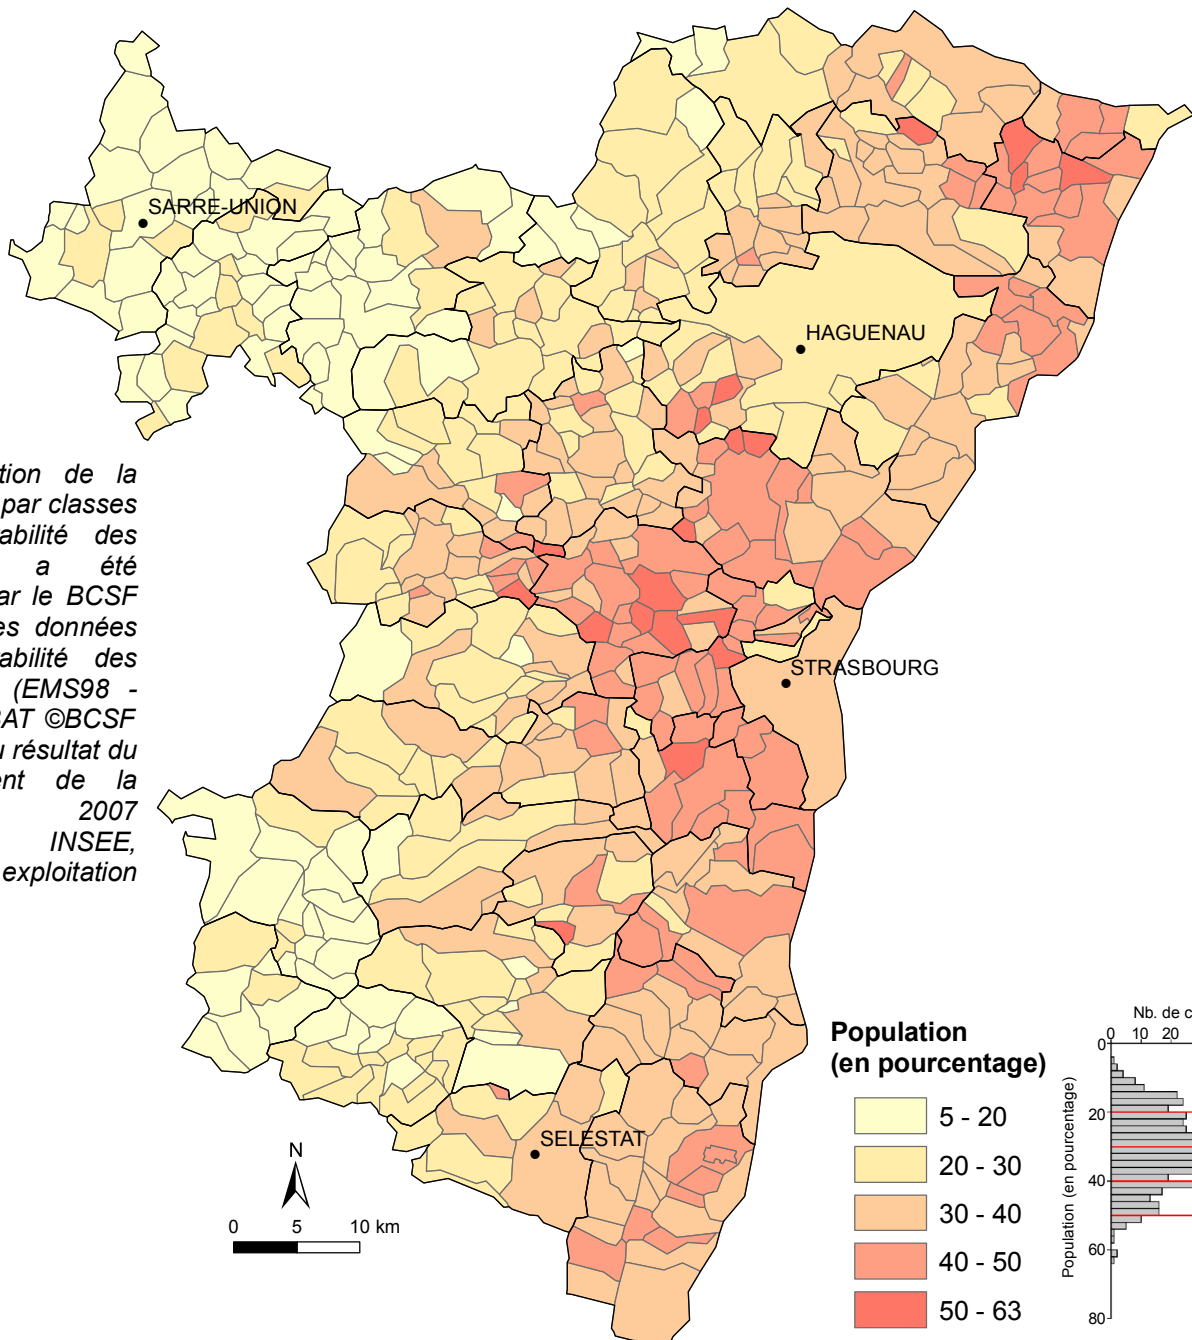 SARRE-UNION
HAGUENAU
tion de la
par classes
abilité des
a été
ar le BCSF
es données
abilité des
(EMS98 -
BAT ©BCSF
u résultat du
ent de la
2007
INSEE,
exploitation
STRASBOURG
SELESTAT
N
0 5 10 km
Population
(en pourcentage)
5 - 20
20 - 30
30 - 40
40 - 50
50 - 63
Nb. de c
0 10 20
0
20
40
60
80
Population (en pourcentage)